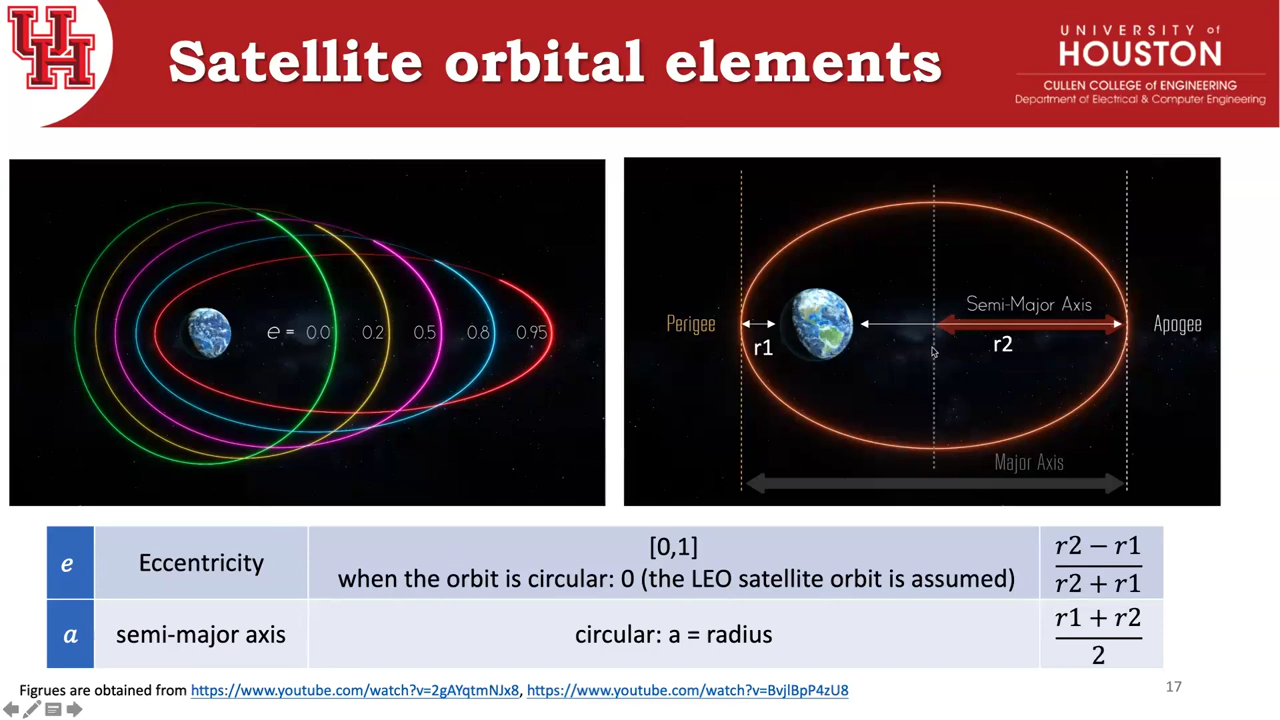 UH
Satellite orbital elements
UNIVERSITY of
HOUSTON
CULLEN COLLEGE of ENGINEERING
Department of Electrical & Computer Engineering
e = 0.0 0.2 0.5 0.8 0.95
Perigee
r1
Semi-Major Axis
r2
Apogee
Major Axis
e Eccentricity [0,1]
when the orbit is circular: 0 (the LEO satellite orbit is assumed)
r2 − r1
r2 + r1
a semi-major axis circular: a = radius
r1 + r2
2
Figrues are obtained from https://www.youtube.com/watch?v=2gAYqtmNJx8, https://www.youtube.com/watch?v=BvjlBpP4zU8
17